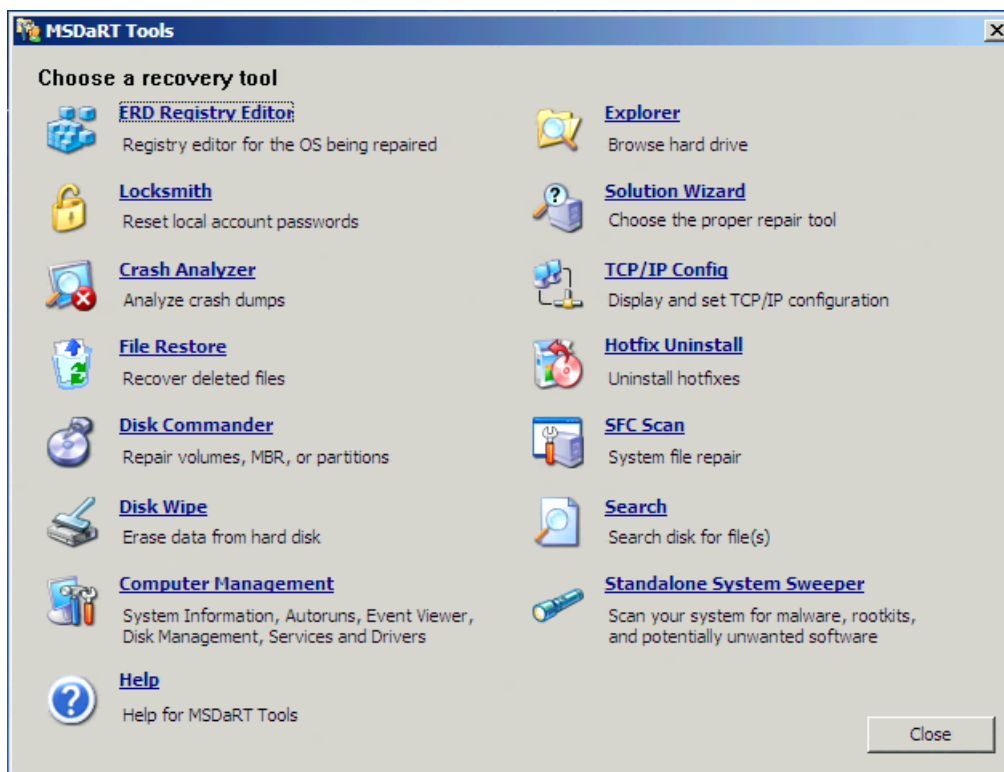 MSDaRT Tools
Choose a recovery tool
ERD Registry Editor
Registry editor for the OS being repaired
Locksmith
Reset local account passwords
Crash Analyzer
Analyze crash dumps
File Restore
Recover deleted files
Disk Commander
Repair volumes, MBR, or partitions
Disk Wipe
Erase data from hard disk
Computer Management
System Information, Autoruns, Event Viewer,
Disk Management, Services and Drivers
Help
Help for MSDaRT Tools
Explorer
Browse hard drive
Solution Wizard
Choose the proper repair tool
TCP/IP Config
Display and set TCP/IP configuration
Hotfix Uninstall
Uninstall hotfixes
SFC Scan
System file repair
Search
Search disk for file(s)
Standalone System Sweeper
Scan your system for malware, rootkits,
and potentially unwanted software
Close